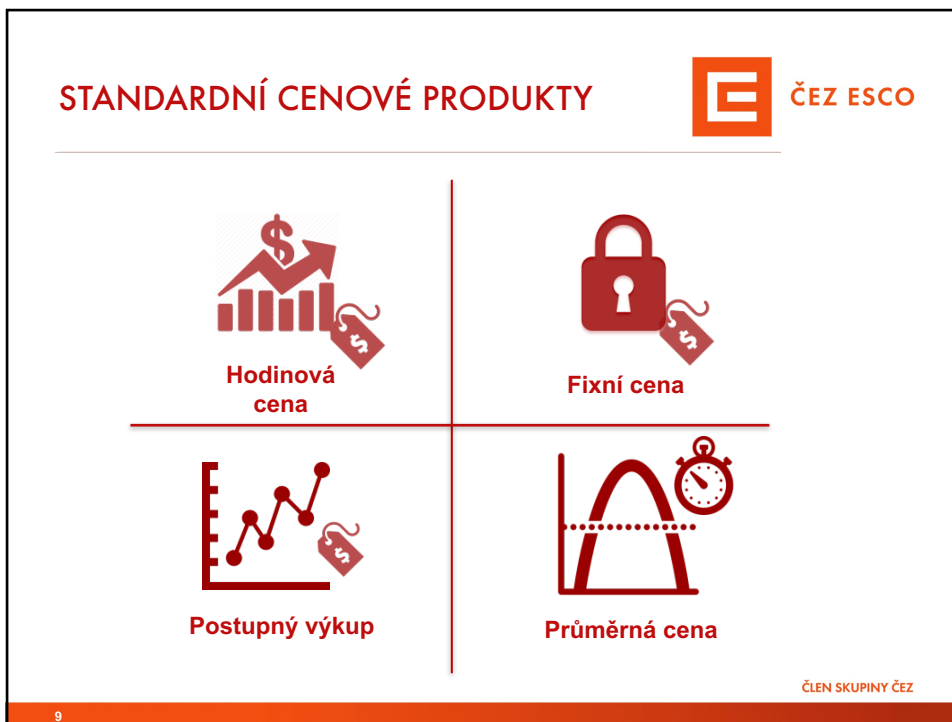 STANDARDNÍ CENOVÉ PRODUKTY
ČEZ ESCO
$
$
Hodinová
cena
$
Fixní cena
$
Postupný výkup
Průměrná cena
ČLEN SKUPINY ČEZ
9